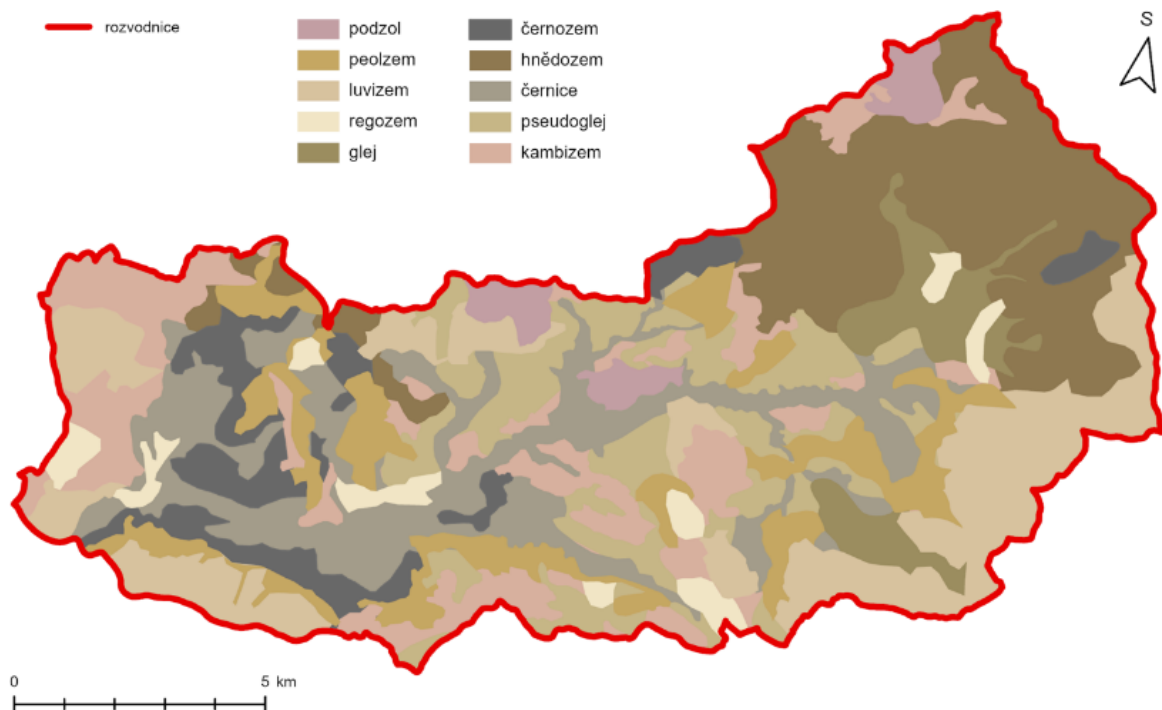 rozvodnice
podzol
peolzem
luvizem
regozem
glej
černozem
hnědozem
černice
pseudoglej
kambizem
S
0 5 km